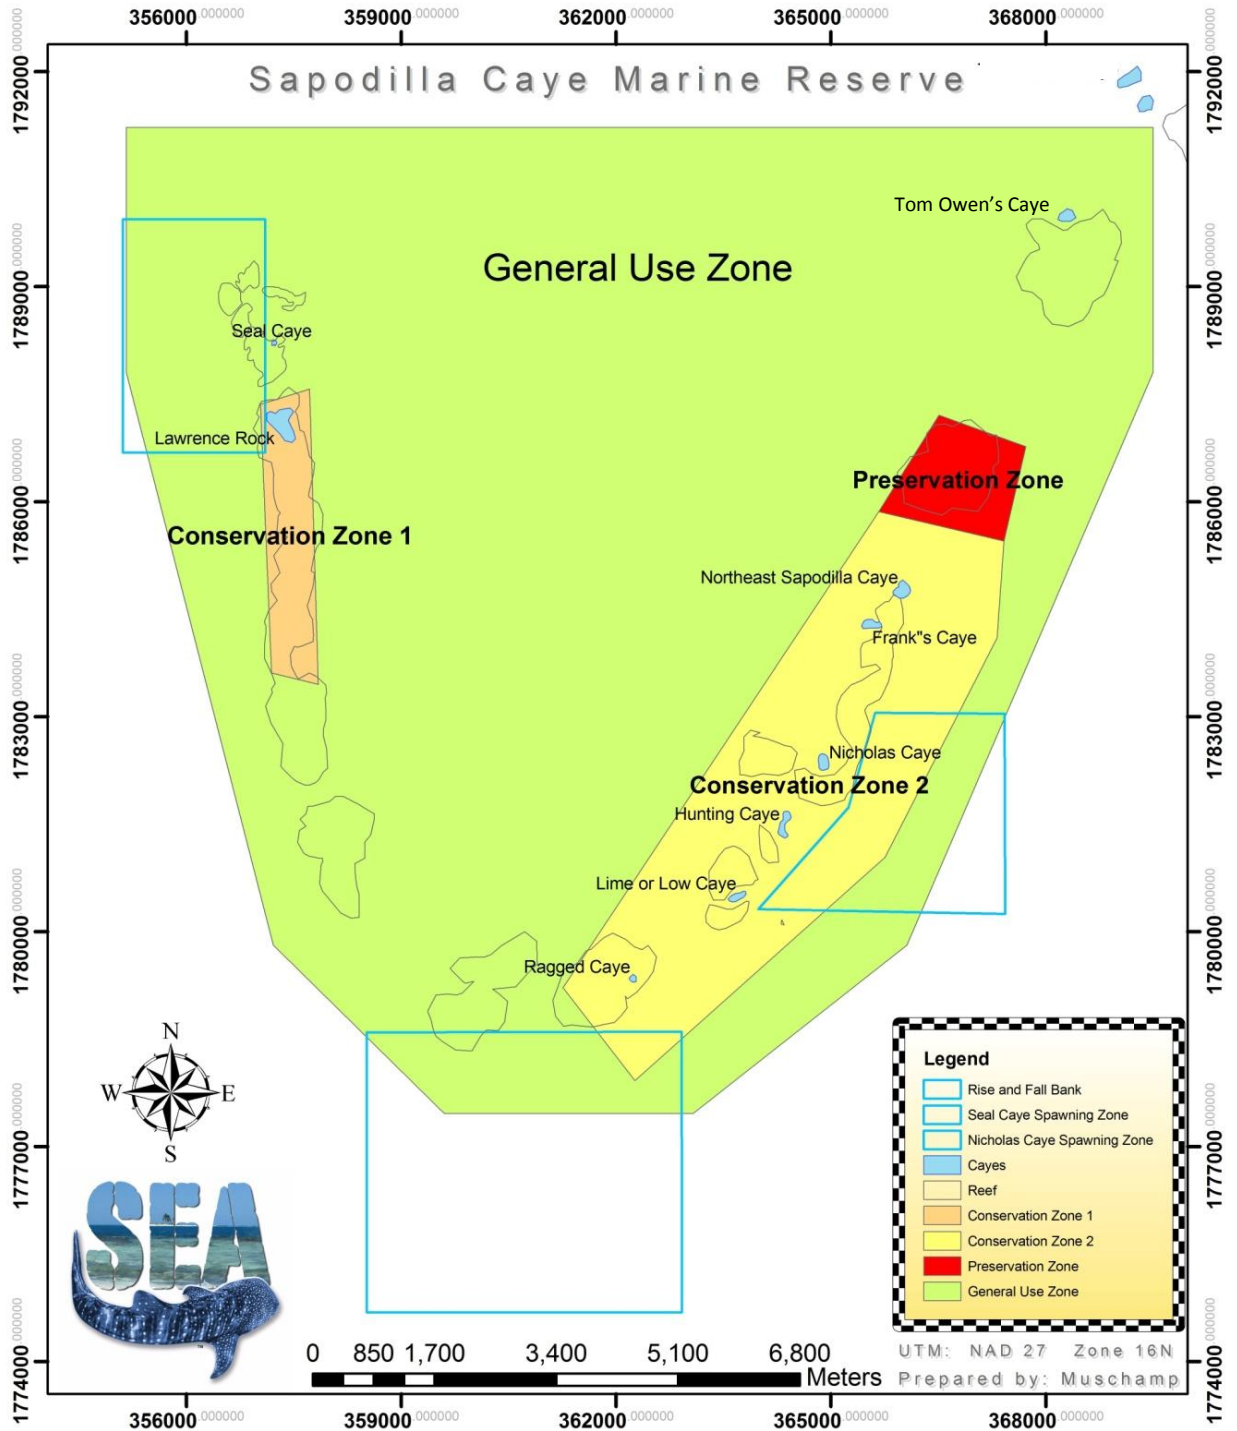 356000.000000 359000.000000 362000.000000 365000.000000 368000.000000
1792000.000000
1792000.000000
Sapodilla Caye Marine Reserve
Tom Owen's Caye
General Use Zone
1789000.000000
1789000.000000
Seal Caye
Lawrence Rock
1786000.000000
1786000.000000
Preservation Zone
Conservation Zone 1
Northeast Sapodilla Caye
Frank"s Caye
1783000.000000
1783000.000000
Nicholas Caye
Conservation Zone 2
Hunting Caye
Lime or Low Caye
1780000.000000
1780000.000000
Ragged Caye
N
W E
S
1777000.000000
1777000.000000
Legend
Rise and Fall Bank
Seal Caye Spawning Zone
Nicholas Caye Spawning Zone
Cayes
Reef
Conservation Zone 1
Conservation Zone 2
Preservation Zone
General Use Zone
SEA
™
0 850 1,700 3,400 5,100 6,800
Meters
UTM: NAD 27 Zone 16N
Prepared by: Muschamp
1774000.000000
1774000.000000
356000.000000 359000.000000 362000.000000 365000.000000 368000.000000